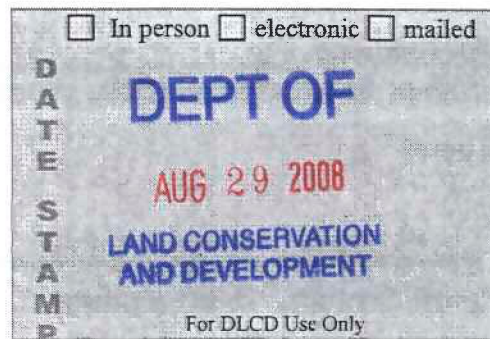 ☐ In person ☐ electronic ☐ mailed
DATE STAMP
DEPT OF
AUG 29 2008
LAND CONSERVATION
AND DEVELOPMENT
For DLCD Use Only